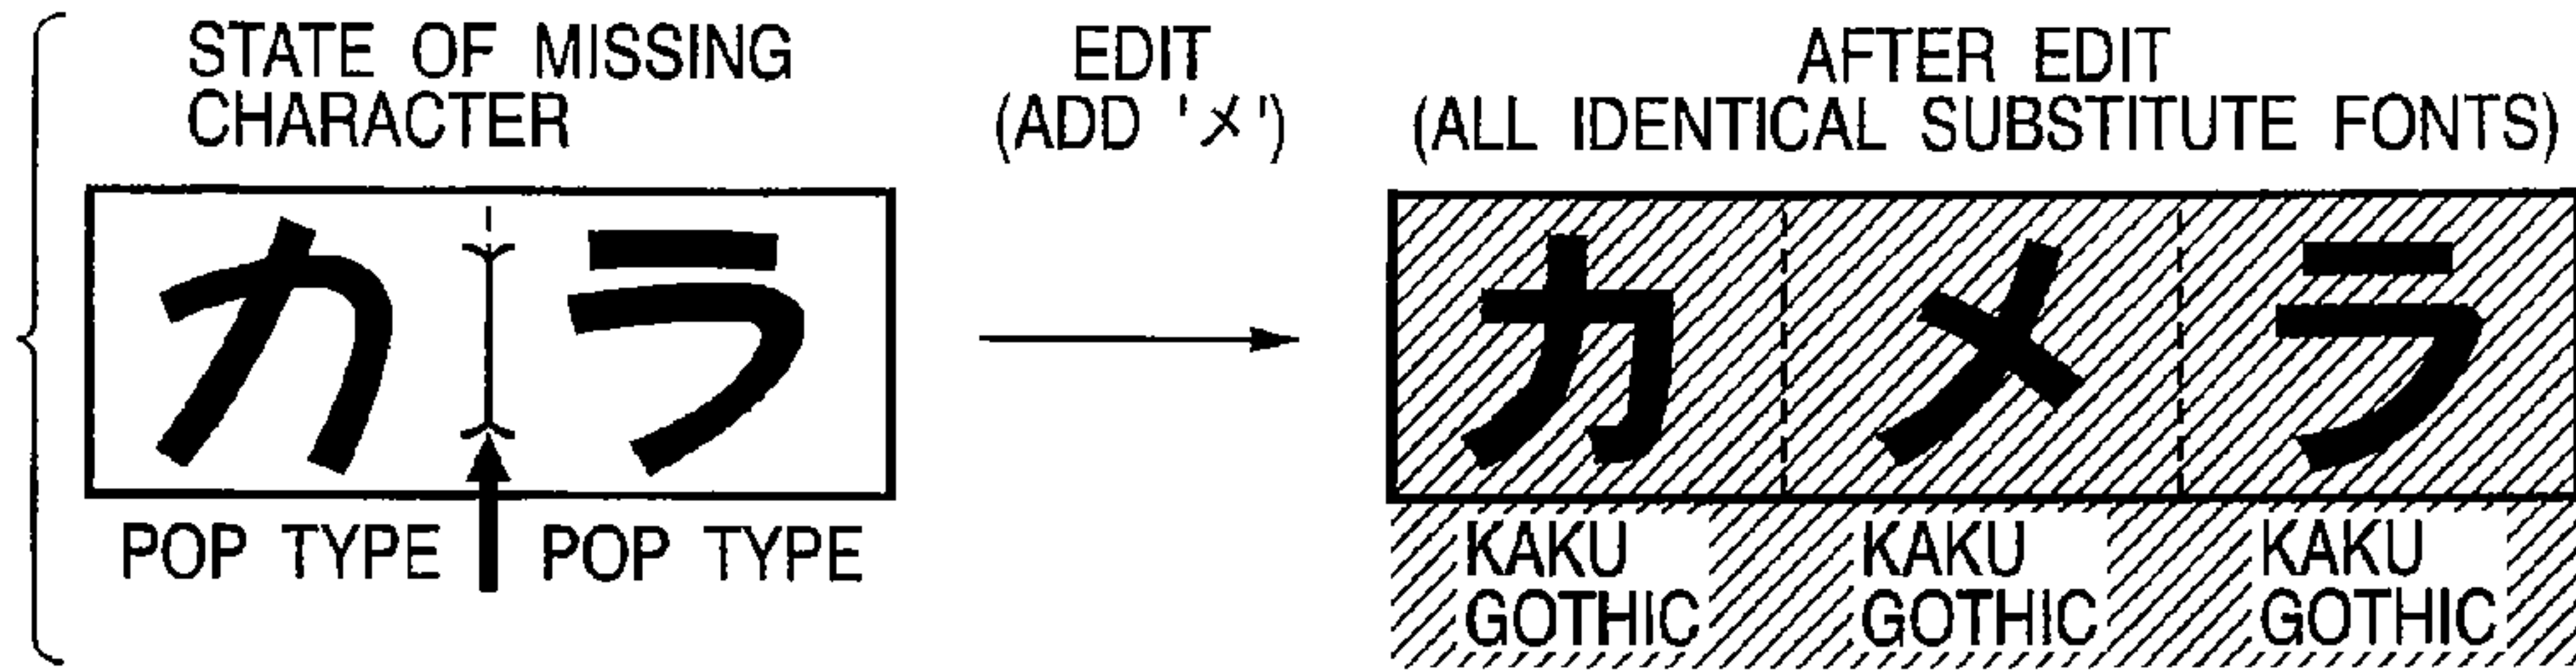 STATE OF MISSING
CHARACTER
EDIT
(ADD 'メ')
AFTER EDIT
(ALL IDENTICAL SUBSTITUTE FONTS)
カラ
カメラ
POP TYPE POP TYPE
KAKU GOTHIC
KAKU GOTHIC
KAKU GOTHIC